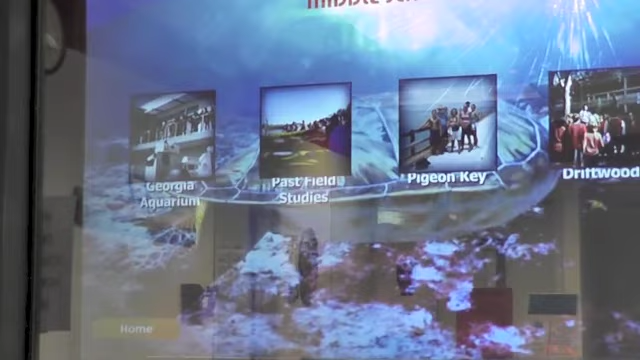 Georgia
Aquarium
Past Field
Studies
Pigeon Key
Driftwood
Home